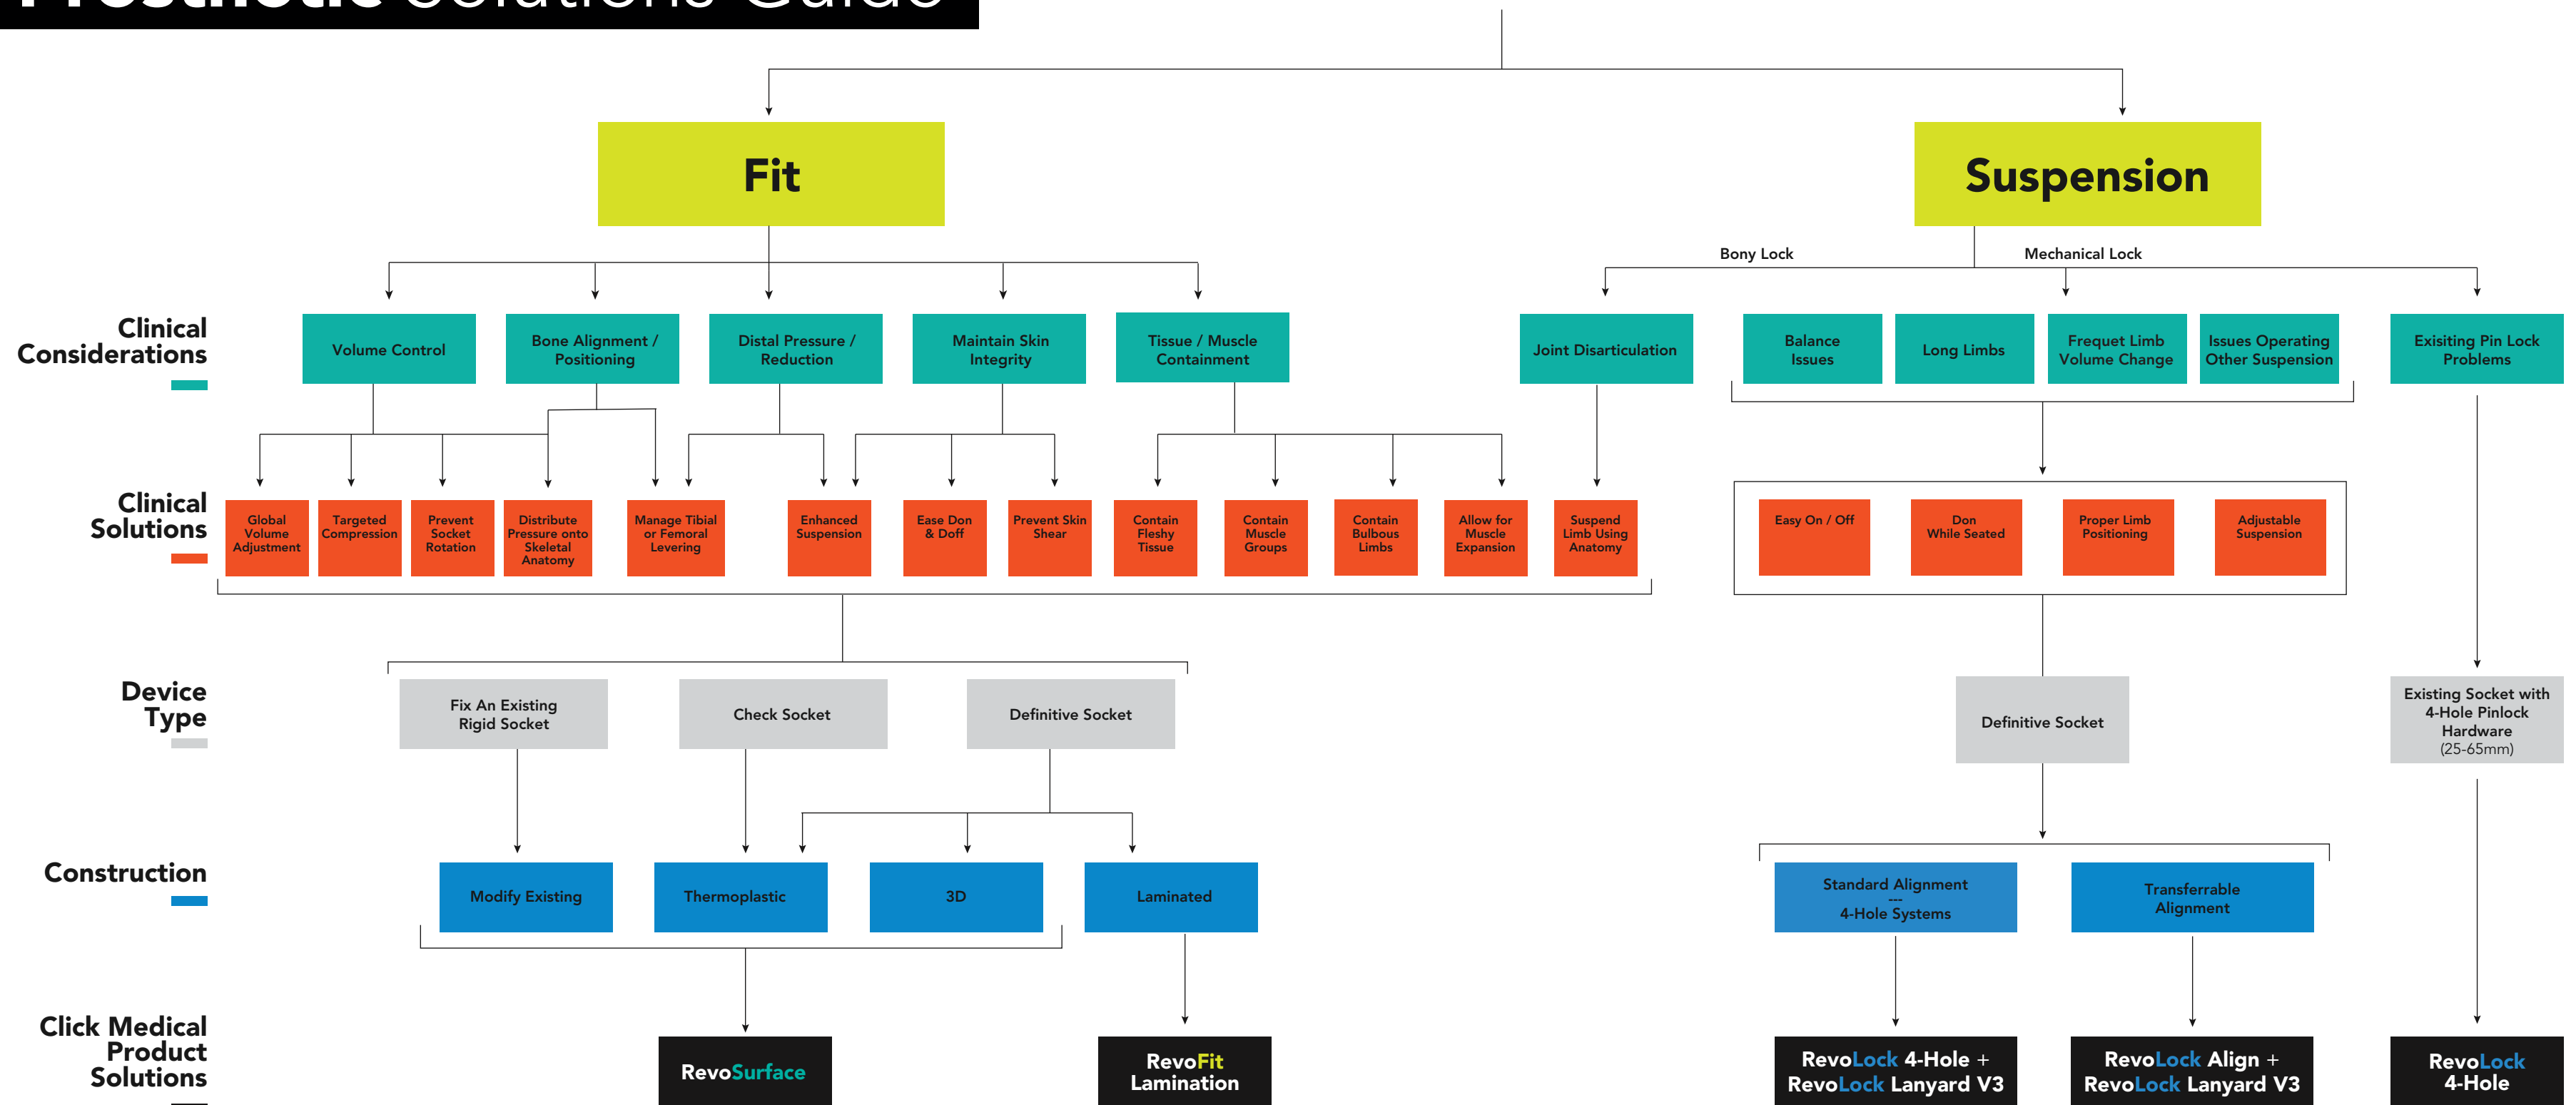 Prosthetic Solutions Guide
Fit
Suspension
Bony Lock
Mechanical Lock
Clinical
Considerations
Volume Control
Bone Alignment /
Positioning
Distal Pressure /
Reduction
Maintain Skin
Integrity
Tissue / Muscle
Containment
Joint Disarticulation
Balance
Issues
Long Limbs
Frequet Limb
Volume Change
Issues Operating
Other Suspension
Exisiting Pin Lock
Problems
Clinical
Solutions
Global
Volume
Adjustment
Targeted
Compression
Prevent
Socket
Rotation
Distribute
Pressure onto
Skeletal
Anatomy
Manage Tibial
or Femoral
Levering
Enhanced
Suspension
Ease Don
& Doff
Prevent Skin
Shear
Contain
Fleshy
Tissue
Contain
Muscle
Groups
Contain
Bulbous
Limbs
Allow for
Muscle
Expansion
Suspend
Limb Using
Anatomy
Easy On / Off
Don
While Seated
Proper Limb
Positioning
Adjustable
Suspension
Device
Type
Fix An Existing
Rigid Socket
Check Socket
Definitive Socket
Definitive Socket
Existing Socket with
4-Hole Pinlock
Hardware
(25-65mm)
Construction
Modify Existing
Thermoplastic
3D
Laminated
Standard Alignment
---
4-Hole Systems
Transferrable
Alignment
Click Medical
Product
Solutions
RevoSurface
RevoFit
Lamination
RevoLock 4-Hole +
RevoLock Lanyard V3
RevoLock Align +
RevoLock Lanyard V3
RevoLock
4-Hole